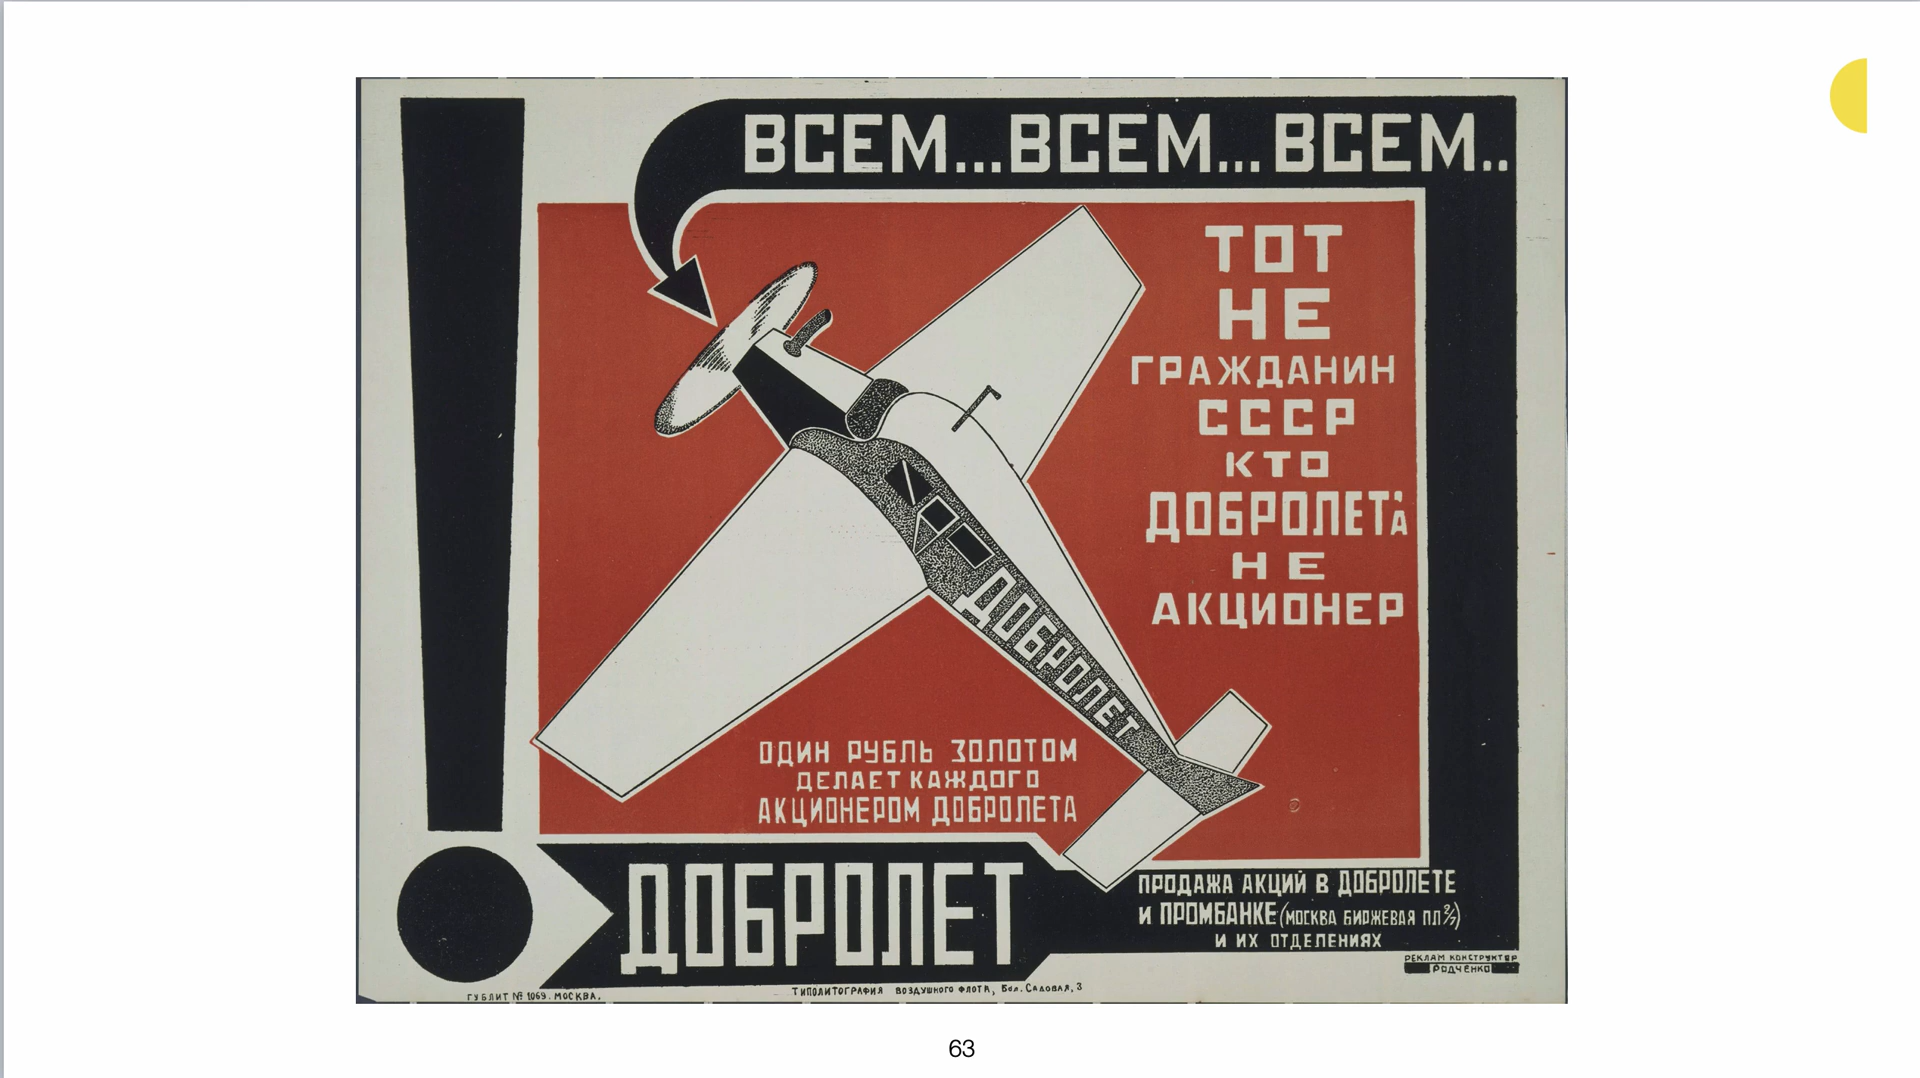 ВСЕМ...ВСЕМ...ВСЕМ..
ТОТ
НЕ
ГРАЖДАНИН
СССР
КТО
ДОБРОЛЕТ'А
НЕ
АКЦИОНЕР
ДОБРОЛЕТ
ОДИН РУБЛЬ ЗОЛОТОМ
ДЕЛАЕТ КАЖДОГО
АКЦИОНЕРОМ ДОБРОЛЕТА
ДОБРОЛЕТ
ПРОДАЖА АКЦИЙ В ДОБРОЛЕТЕ
И ПРОМБАНКЕ (МОСКВА БИРЖЕВАЯ ПЛ 2/7)
И ИХ ОТДЕЛЕНИЯХ
РЕКЛАМ КОНСТРУКТОР
РОДЧЕНКО
ГУБЛИТ № 1069. МОСКВА.
ТИПОЛИТОГРАФИЯ ВОЗДУШНОГО ФЛОТА, Бол. Садовая, 3
63